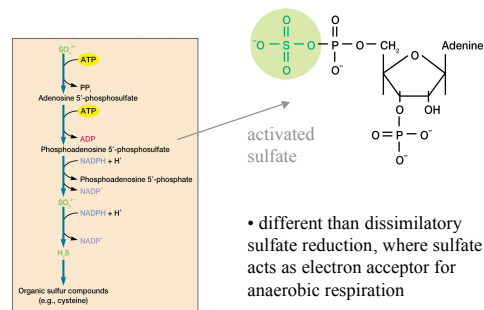 SO₄²⁻
ATP
PPᵢ
Adenosine 5'-phosphosulfate
ATP
ADP
Phosphoadenosine 5'-phosphosulfate
NADPH + H⁺
Phosphoadenosine 5'-phosphate
NADP⁺
SO₃²⁻
NADPH + H⁺
NADP⁺
H₂S
Organic sulfur compounds
(e.g., cysteine)
O O
⁻O – S – O – P – O – CH₂ Adenine
O O⁻ O
O OH
O = P – O⁻
O⁻
activated
sulfate
• different than dissimilatory
sulfate reduction, where sulfate
acts as electron acceptor for
anaerobic respiration